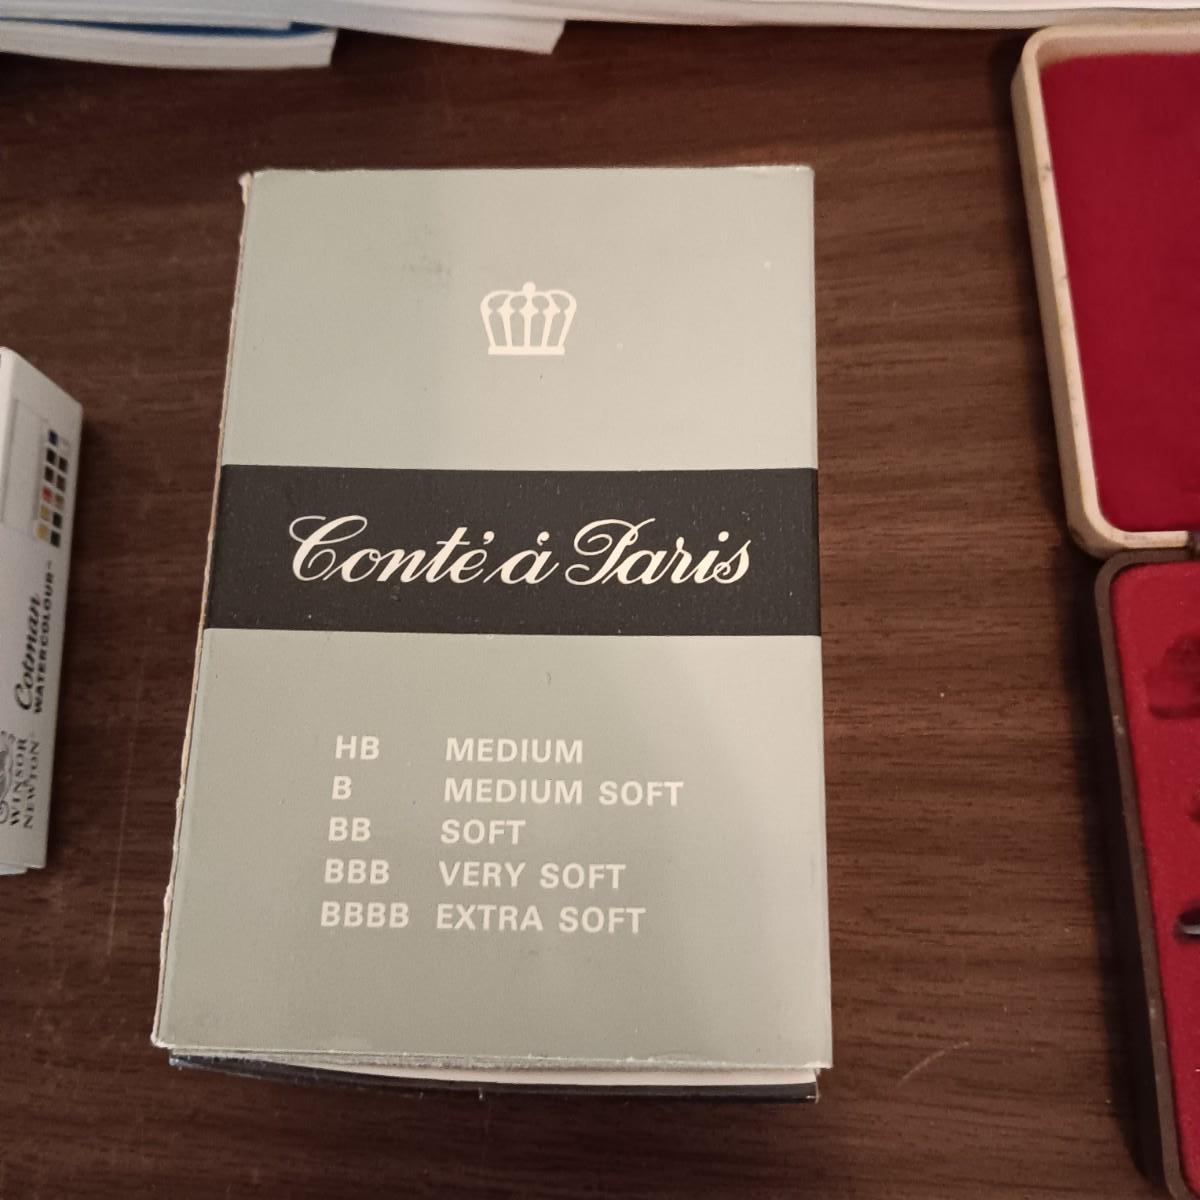 Conté à Paris
HB MEDIUM
B MEDIUM SOFT
BB SOFT
BBB VERY SOFT
BBBB EXTRA SOFT
WINSOR
NEWTON
Cotman
WATERCOLOUR